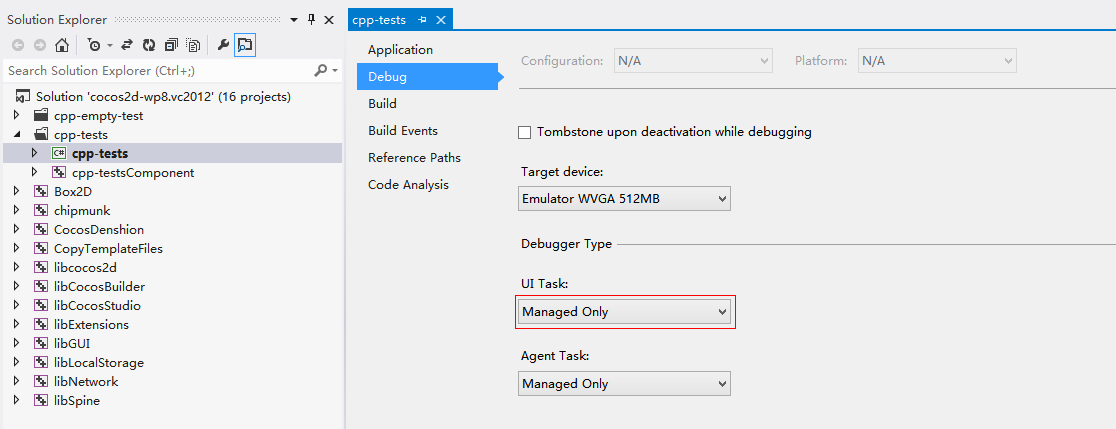 Solution Explorer
Search Solution Explorer (Ctrl+;)
Solution 'cocos2d-wp8.vc2012' (16 projects)
cpp-empty-test
cpp-tests
C# cpp-tests
cpp-testsComponent
Box2D
chipmunk
CocosDenshion
CopyTemplateFiles
libcocos2d
libCocosBuilder
libCocosStudio
libExtensions
libGUI
libLocalStorage
libNetwork
libSpine
cpp-tests
Application
Debug
Build
Build Events
Reference Paths
Code Analysis
Configuration: N/A Platform: N/A
Tombstone upon deactivation while debugging
Target device:
Emulator WVGA 512MB
Debugger Type
UI Task:
Managed Only
Agent Task:
Managed Only